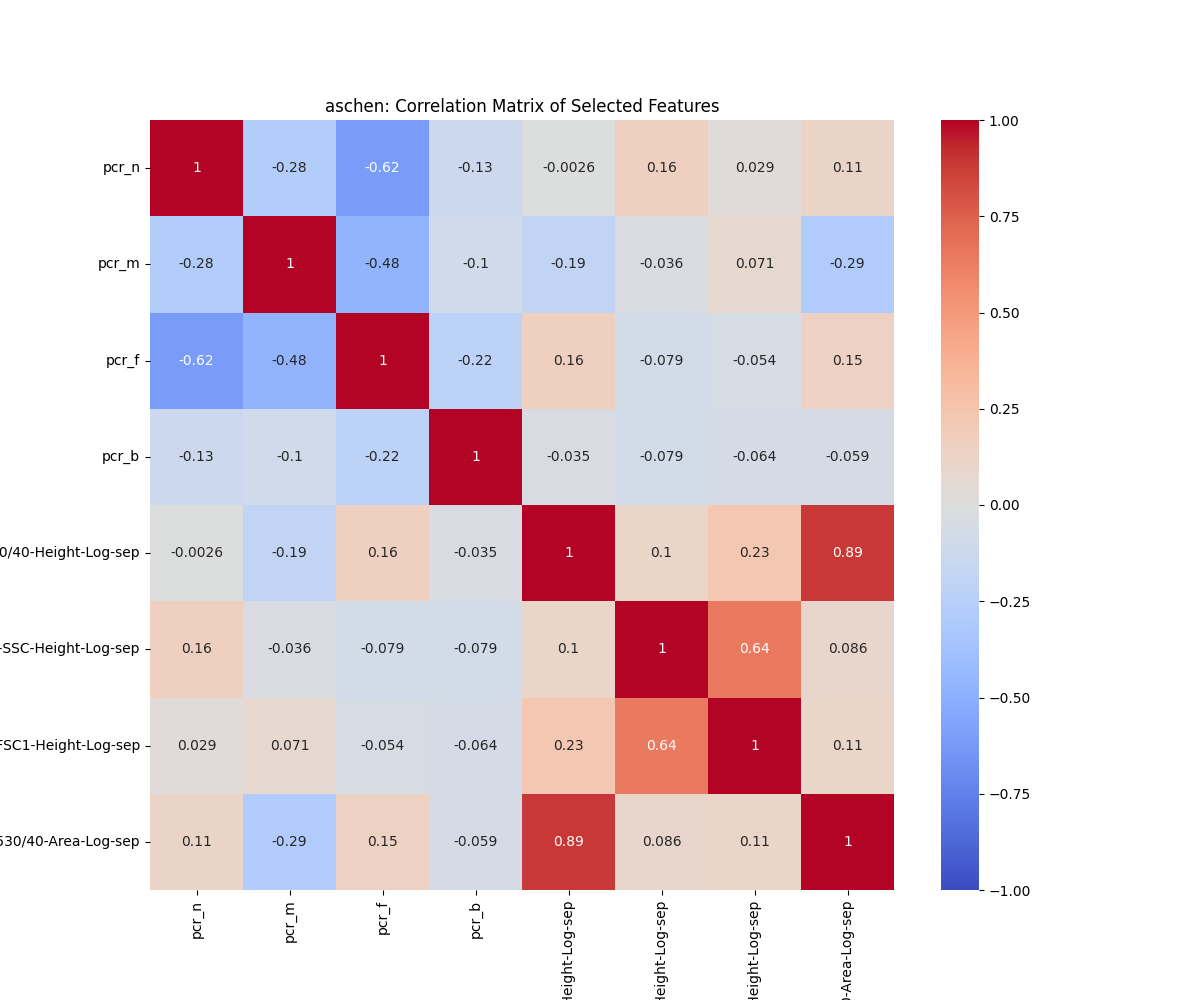 aschen: Correlation Matrix of Selected Features
pcr_n 1 -0.28 -0.62 -0.13 -0.0026 0.16 0.029 0.11
pcr_m -0.28 1 -0.48 -0.1 -0.19 -0.036 0.071 -0.29
pcr_f -0.62 -0.48 1 -0.22 0.16 -0.079 -0.054 0.15
pcr_b -0.13 -0.1 -0.22 1 -0.035 -0.079 -0.064 -0.059
0/40-Height-Log-sep -0.0026 -0.19 0.16 -0.035 1 0.1 0.23 0.89
-SSC-Height-Log-sep 0.16 -0.036 -0.079 -0.079 0.1 1 0.64 0.086
FSC1-Height-Log-sep 0.029 0.071 -0.054 -0.064 0.23 0.64 1 0.11
530/40-Area-Log-sep 0.11 -0.29 0.15 -0.059 0.89 0.086 0.11 1
pcr_n
pcr_m
pcr_f
pcr_b
Height-Log-sep
Height-Log-sep
Height-Log-sep
-Area-Log-sep
1.00
0.75
0.50
0.25
0.00
−0.25
−0.50
−0.75
−1.00